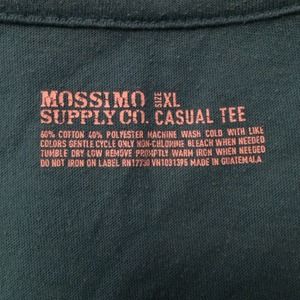 MOSSIMO SIZE XL
SUPPLY CO. CASUAL TEE
60% COTTON 40% POLYESTER MACHINE WASH COLD WITH LIKE
COLORS GENTLE CYCLE ONLY NON-CHLORINE BLEACH WHEN NEEDED
TUMBLE DRY LOW REMOVE PROMPTLY WARM IRON WHEN NEEDED
DO NOT IRON ON LABEL RN17730 VN1031395 MADE IN GUATEMALA